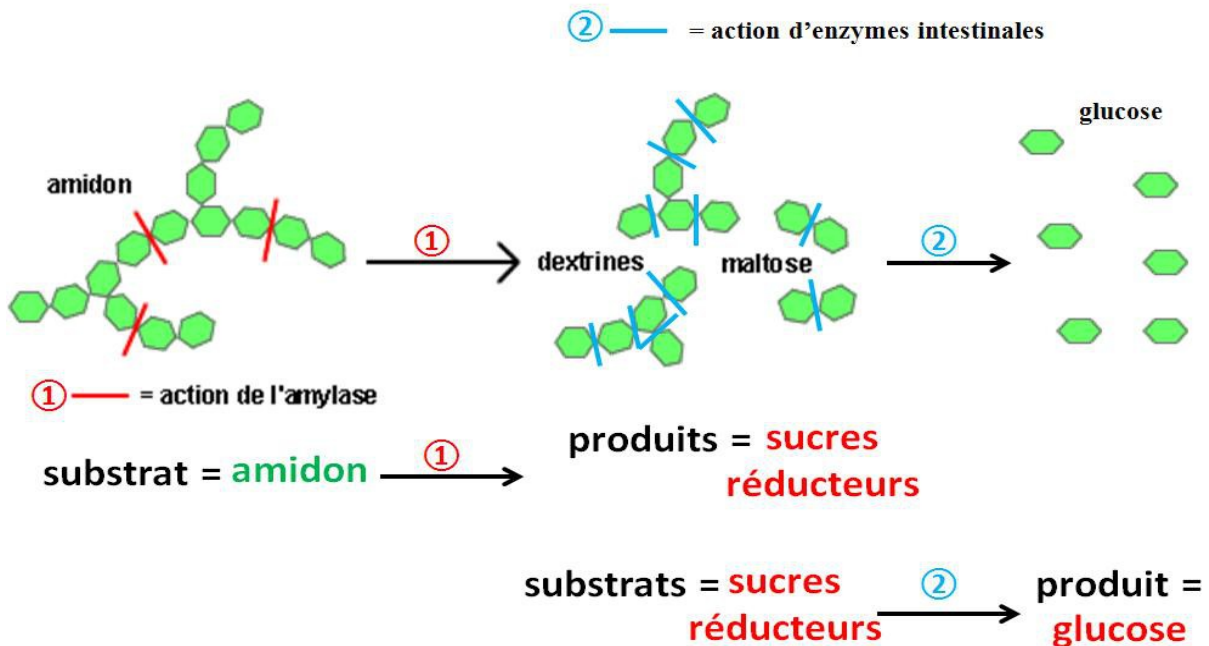 ② = action d’enzymes intestinales
glucose
amidon
①
②
dextrines
maltose
① = action de l'amylase
substrat = amidon
①
produits = sucres
réducteurs
substrats = sucres
réducteurs
②
produit =
glucose